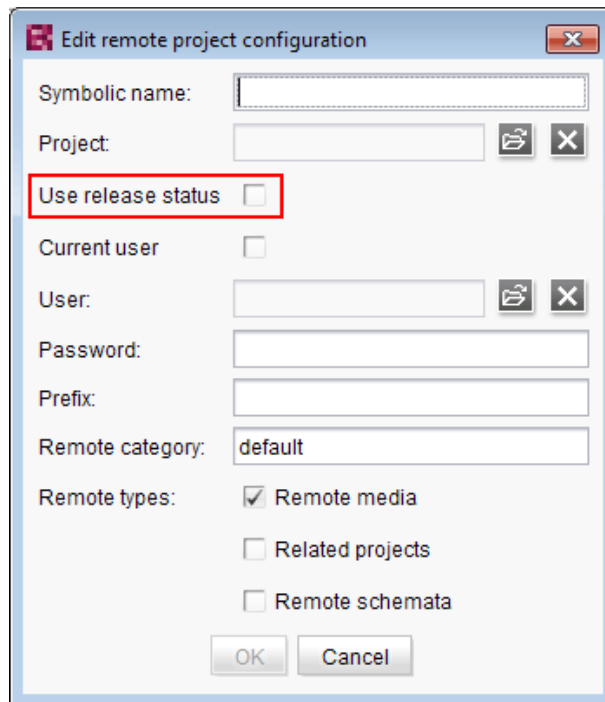 Edit remote project configuration
Symbolic name:
Project:
Use release status
Current user
User:
Password:
Prefix:
Remote category: default
Remote types: Remote media
Related projects
Remote schemata
OK Cancel